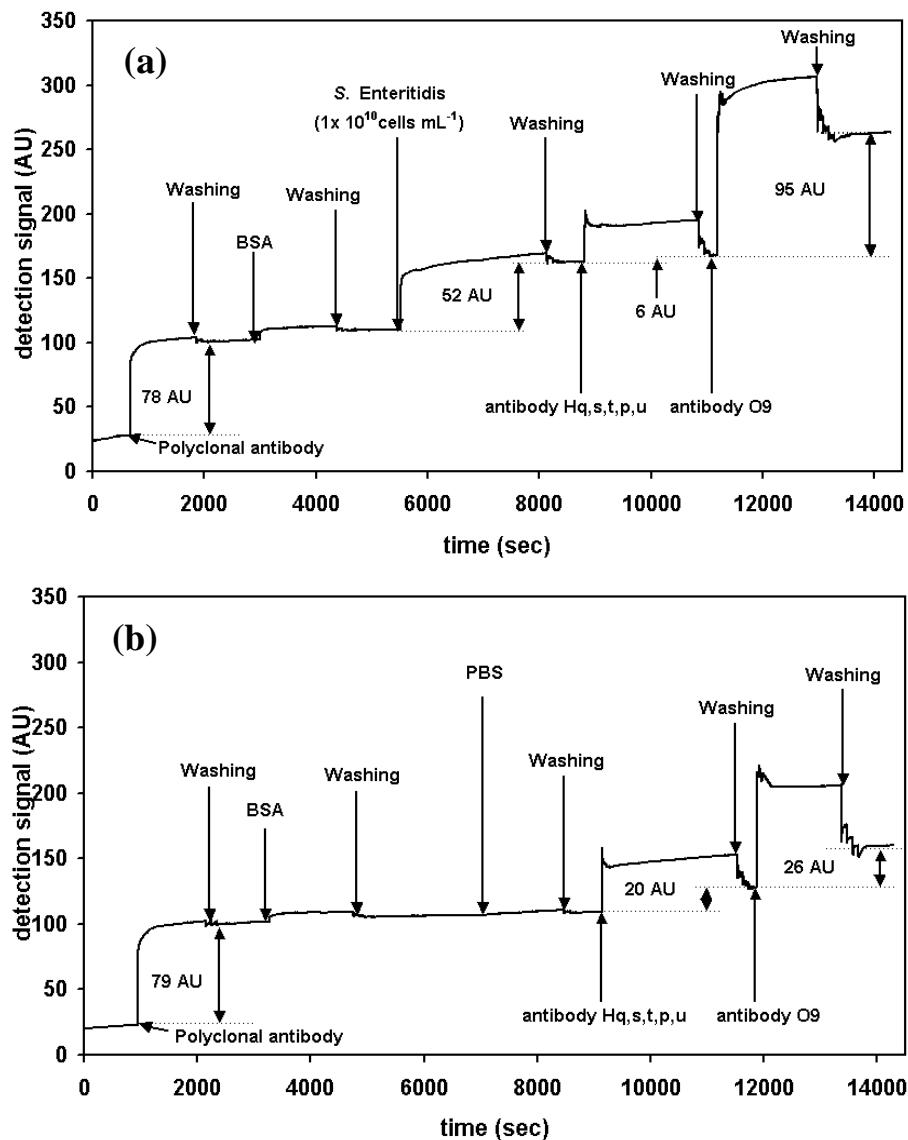 350
300
250
200
150
100
50
0
detection signal (AU)
(a)
Washing
BSA
Washing
S. Enteritidis
(1x 10¹⁰cells mL⁻¹)
Washing
Washing
Washing
78 AU
52 AU
6 AU
95 AU
Polyclonal antibody
antibody Hq,s,t,p,u
antibody O9
0
2000
4000
6000
8000
10000
12000
14000
time (sec)
350
300
250
200
150
100
50
0
detection signal (AU)
(b)
Washing
BSA
Washing
PBS
Washing
Washing
Washing
79 AU
20 AU
26 AU
Polyclonal antibody
antibody Hq,s,t,p,u
antibody O9
0
2000
4000
6000
8000
10000
12000
14000
time (sec)